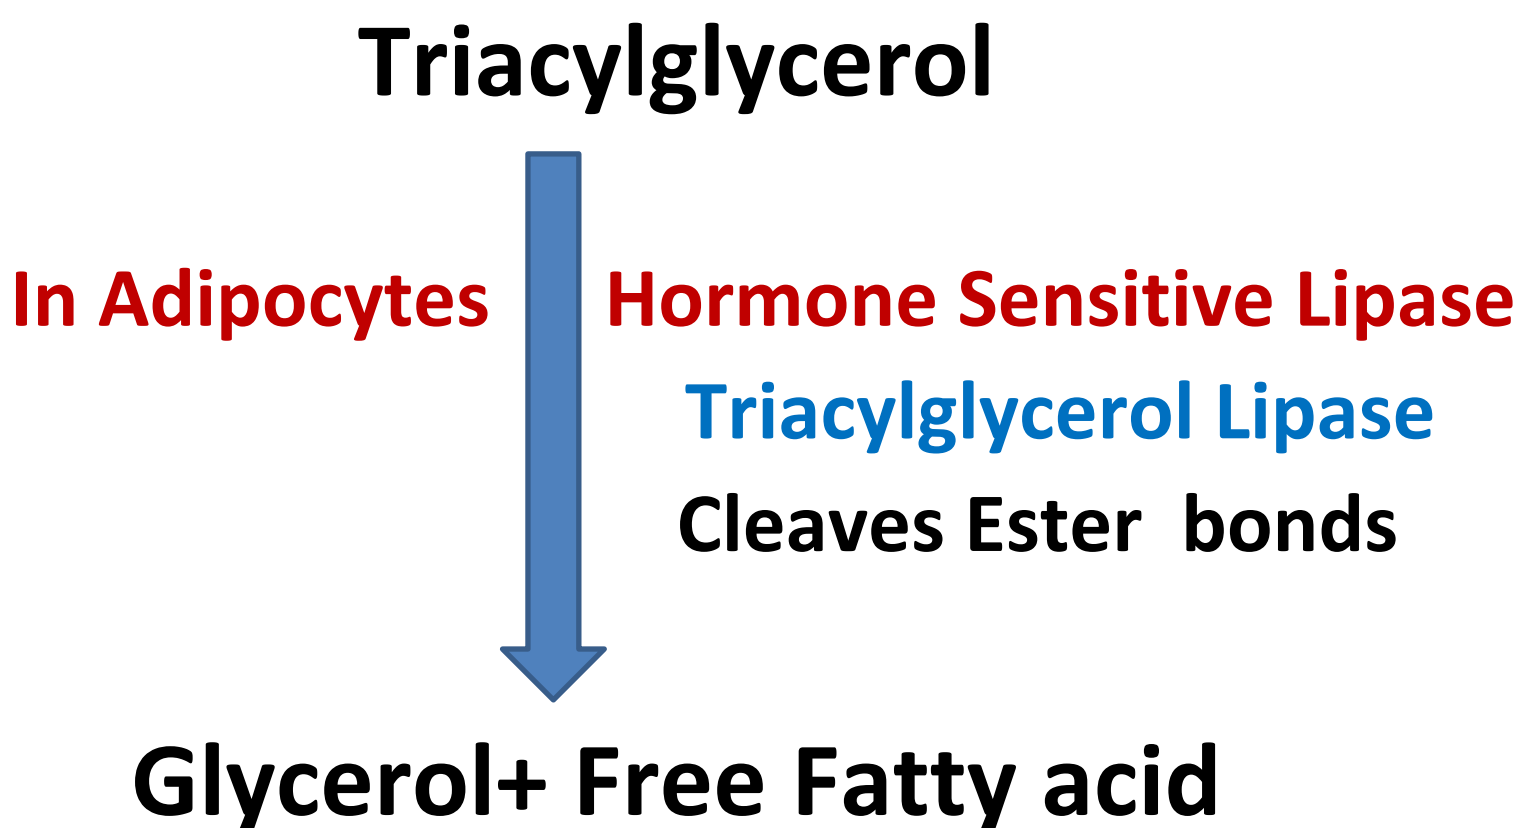 Triacylglycerol
In Adipocytes
Hormone Sensitive Lipase
Triacylglycerol Lipase
Cleaves Ester  bonds
Glycerol+ Free Fatty acid